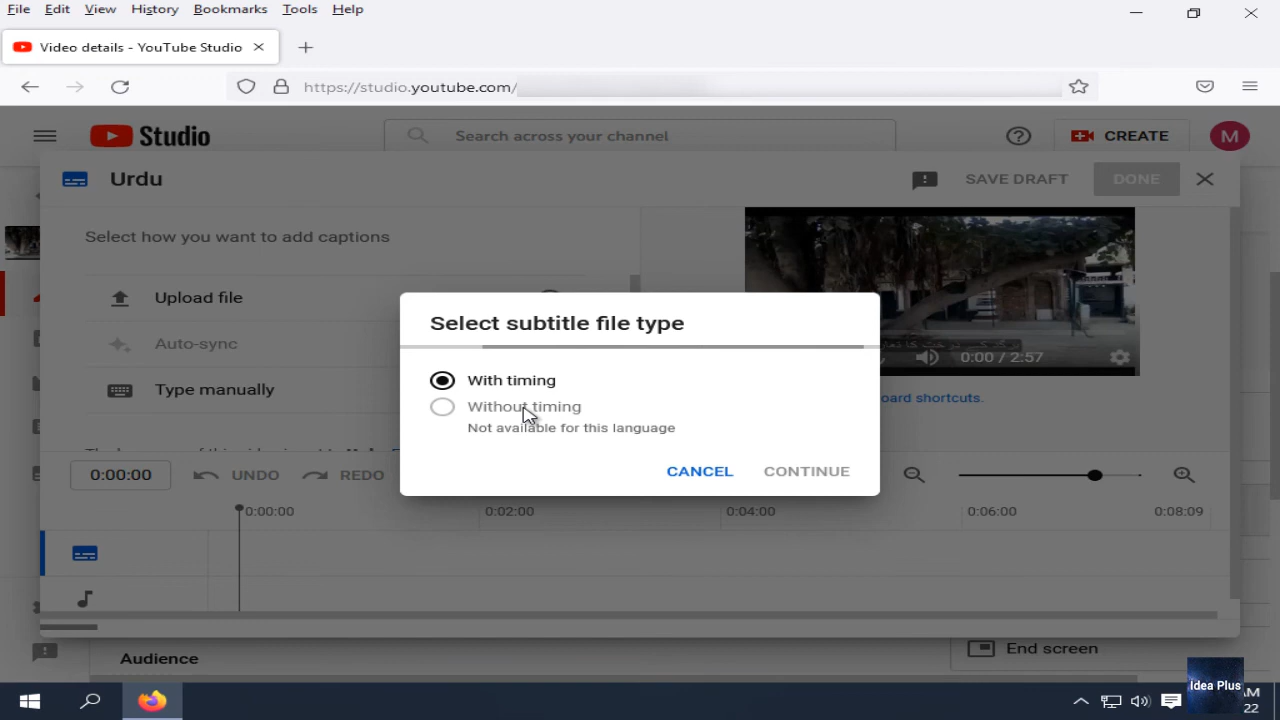 File Edit View History Bookmarks Tools Help
Video details - YouTube Studio
https://studio.youtube.com/
Studio
Search across your channel
CREATE
M
Urdu
SAVE DRAFT
DONE
Select how you want to add captions
Upload file
Auto-sync
Type manually
Select subtitle file type
With timing
Without timing
Not available for this language
CANCEL
CONTINUE
0:00 / 2:57
oard shortcuts.
0:00:00
UNDO
REDO
0:00:00
0:02:00
0:04:00
0:06:00
0:08:09
Audience
End screen
Idea Plus
AM
22